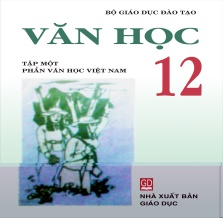 BỘ GIÁO DỤC ĐÀO TẠO
VĂN HỌC
TẬP MỘT
PHẦN VĂN HỌC VIỆT NAM
12
GD
NHÀ XUẤT BẢN
GIÁO DỤC